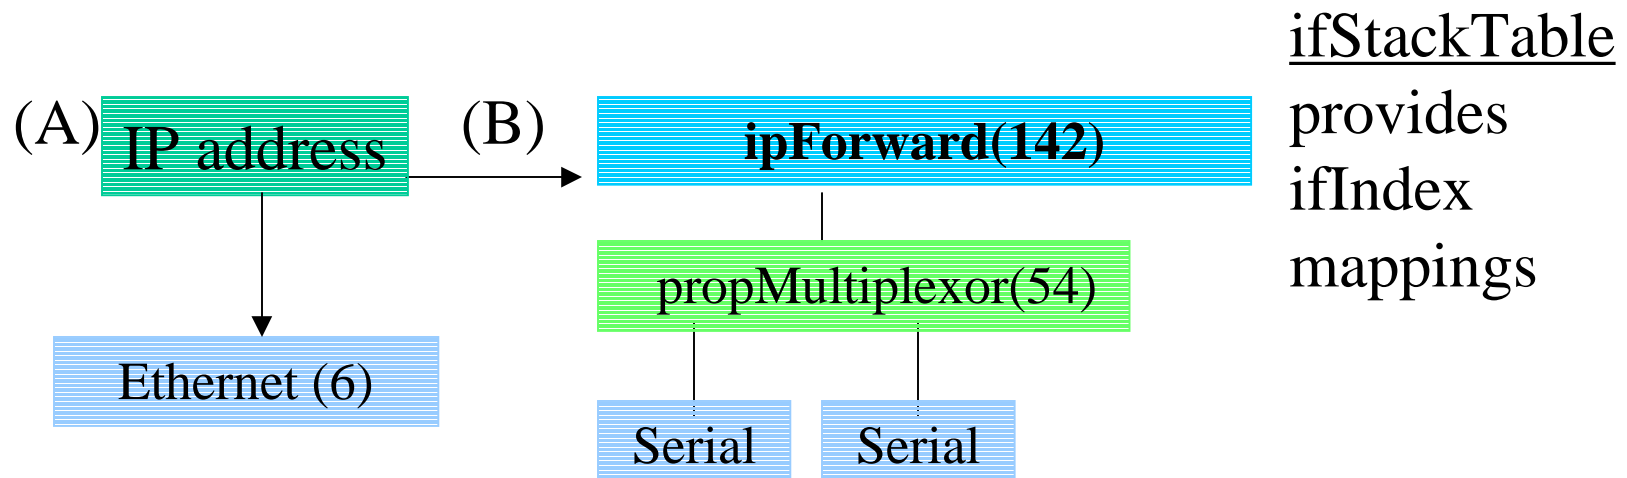 (A)
IP address
(B)
ipForward(142)
propMultiplexor(54)
Ethernet (6)
Serial
Serial
ifStackTable
provides
ifIndex
mappings